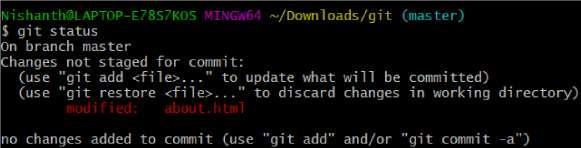 Nishanth@LAPTOP-E78S7KOS MINGW64 ~/Downloads/git (master)
$ git status
On branch master
Changes not staged for commit:
(use "git add <file>..." to update what will be committed)
(use "git restore <file>..." to discard changes in working directory)
modified: about.html
no changes added to commit (use "git add" and/or "git commit -a")